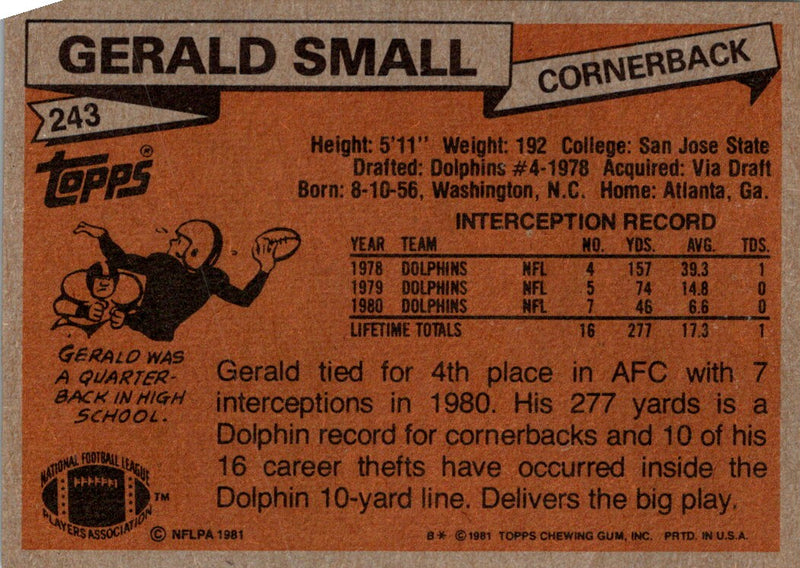 GERALD SMALL
CORNERBACK
243
TOPPS®
Height: 5'11" Weight: 192 College: San Jose State
Drafted: Dolphins #4-1978 Acquired: Via Draft
Born: 8-10-56, Washington, N.C. Home: Atlanta, Ga.
INTERCEPTION RECORD
YEAR TEAM NO. YDS. AVG. TDS.
1978 DOLPHINS NFL 4 157 39.3 1
1979 DOLPHINS NFL 5 74 14.8 0
1980 DOLPHINS NFL 7 46 6.6 0
LIFETIME TOTALS 16 277 17.3 1
GERALD WAS
A QUARTER-
BACK IN HIGH
SCHOOL.
Gerald tied for 4th place in AFC with 7
interceptions in 1980. His 277 yards is a
Dolphin record for cornerbacks and 10 of his
16 career thefts have occurred inside the
Dolphin 10-yard line. Delivers the big play.
NATIONAL FOOTBALL LEAGUE
PLAYERS ASSOCIATION
TM
© NFLPA 1981
B* © 1981 TOPPS CHEWING GUM, INC. PRTD. IN U.S.A.